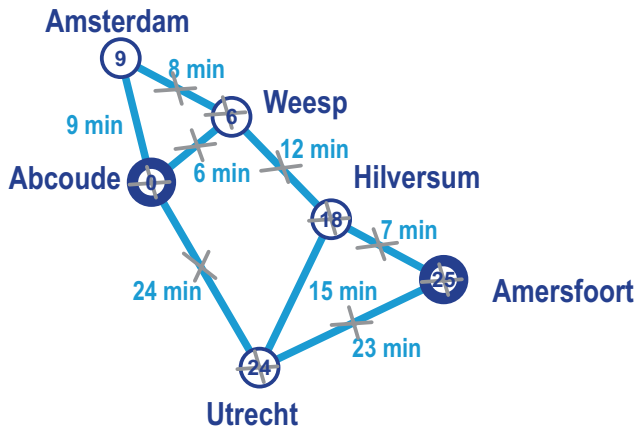 Amsterdam
9
8 min
Weesp
6
9 min
12 min
Abcoude
0
6 min
Hilversum
18
7 min
24 min
15 min
25
Amersfoort
23 min
24
Utrecht